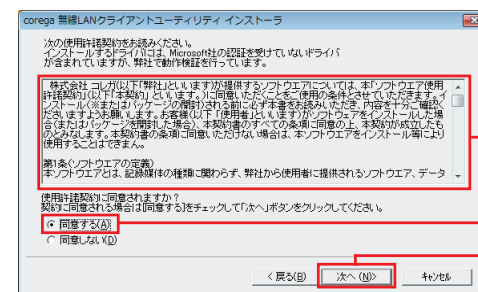 corega 無線LANクライアントユーティリティ インストーラ
次の使用許諾契約をお読みください。
インストールするドライバには、Microsoft社の認証を受けていないドライバ
が含まれていますが、弊社で動作検証を行っています。
株式会社 コレガ(以下「弊社」といいます)が提供するソフトウエアについては、本「ソフトウエア使用
許諾契約」(以下「本契約」といいます。)に同意いただくことをご使用の条件とさせていただきます。イ
ンストール(※またはパッケージの開封)される前に必ず本書をお読みいただき、内容を十分ご確認く
ださいますようお願いします。お客様(以下「使用者」といいます)がソフトウェアをインストールした場
合(またはパッケージを開封した場合)、本契約書のすべての条項に同意の上、本契約が成立したも
のとみなします。本契約書の条項に同意いただけない場合は、本ソフトウエアをインストール等により
使用することはできません。
第1条(ソフトウエアの定義)
本ソフトウエアとは、記録媒体の種類に関わらず、弊社から使用者に提供されるソフトウエア、データ
使用許諾契約に同意されますか?
契約に同意される場合は[同意する]をチェックして「次へ」ボタンをクリックしてください。
同意する(A)
同意しない(D)
< 戻る(B)
次へ (N)>
キャンセル